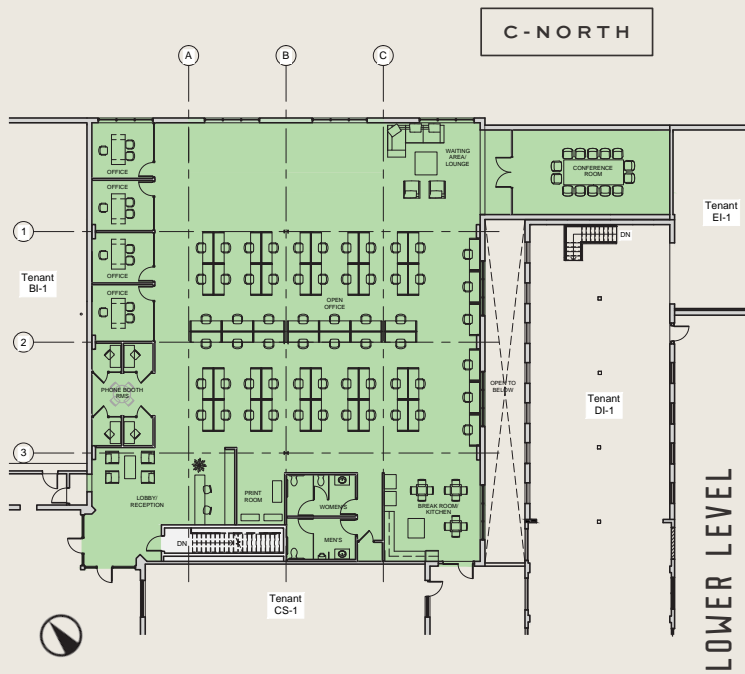 C-NORTH
A
B
C
OFFICE
WAITING
AREA/
LOUNGE
CONFERENCE
ROOM
OFFICE
Tenant
EI-1
1
DN
OFFICE
Tenant
BI-1
OFFICE
OPEN
OFFICE
2
PHONE BOOTH
RMS.
OPEN TO
BELOW
Tenant
DI-1
3
LOBBY/
RECEPTION
PRINT
ROOM
WOMEN'S
BREAK ROOM/
KITCHEN
DN
MEN'S
Tenant
CS-1
LOWER LEVEL